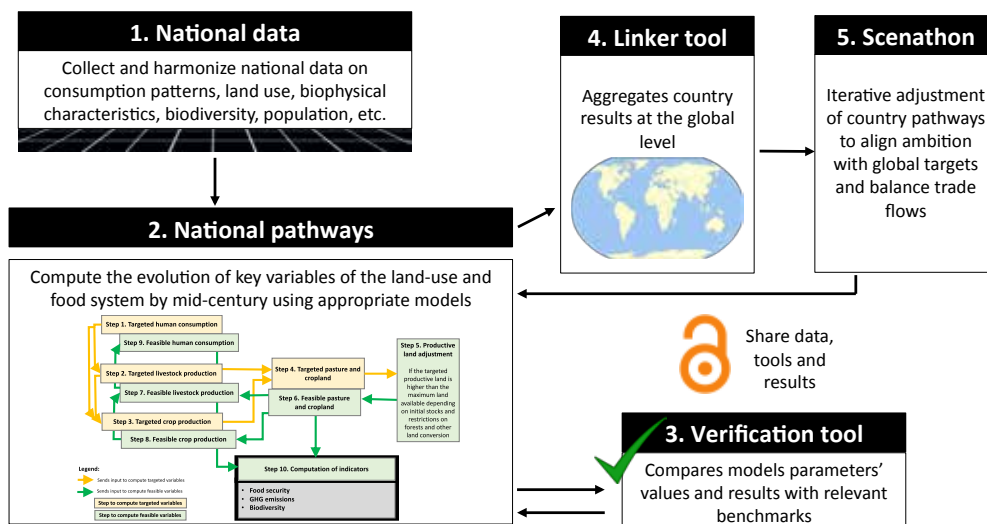 1. National data
Collect and harmonize national data on
consumption patterns, land use, biophysical
characteristics, biodiversity, population, etc.
4. Linker tool
Aggregates country
results at the global
level
5. Scenathon
Iterative adjustment
of country pathways
to align ambition
with global targets
and balance trade
flows
2. National pathways
Compute the evolution of key variables of the land-use and
food system by mid-century using appropriate models
Step 1. Targeted human consumption
Step 9. Feasible human consumption
Step 2. Targeted livestock production
Step 7. Feasible livestock production
Step 3. Targeted crop production
Step 8. Feasible crop production
Step 4. Targeted pasture and
cropland
Step 6. Feasible pasture
and cropland
Step 5. Productive
land adjustment
If the targeted
productive land is
higher than the
maximum land
available depending
on initial stocks and
restrictions on
forests and other
land conversion
Step 10. Computation of indicators
• Food security
• GHG emissions
• Biodiversity
Legend:
Sends input to compute targeted variables
Sends input to compute feasible variables
Step to compute targeted variables
Step to compute feasible variables
Share data,
tools and
results
3. Verification tool
Compares models parameters'
values and results with relevant
benchmarks